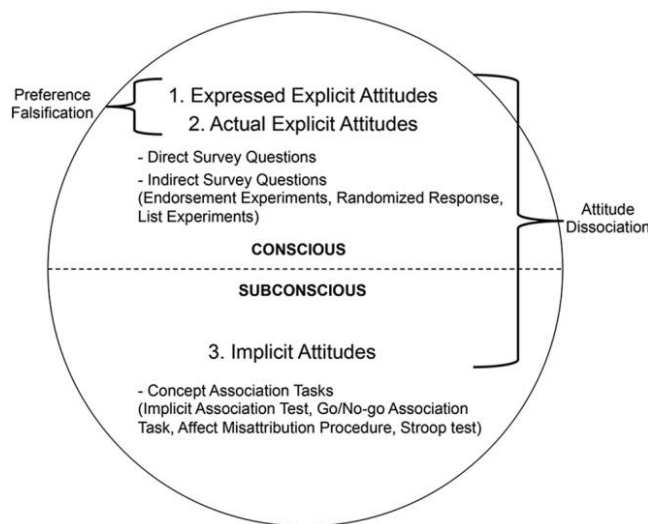 Preference
Falsification
1. Expressed Explicit Attitudes
2. Actual Explicit Attitudes
- Direct Survey Questions
- Indirect Survey Questions
(Endorsement Experiments, Randomized Response,
List Experiments)
Attitude
Dissociation
CONSCIOUS
SUBCONSCIOUS
3. Implicit Attitudes
- Concept Association Tasks
(Implicit Association Test, Go/No-go Association
Task, Affect Misattribution Procedure, Stroop test)